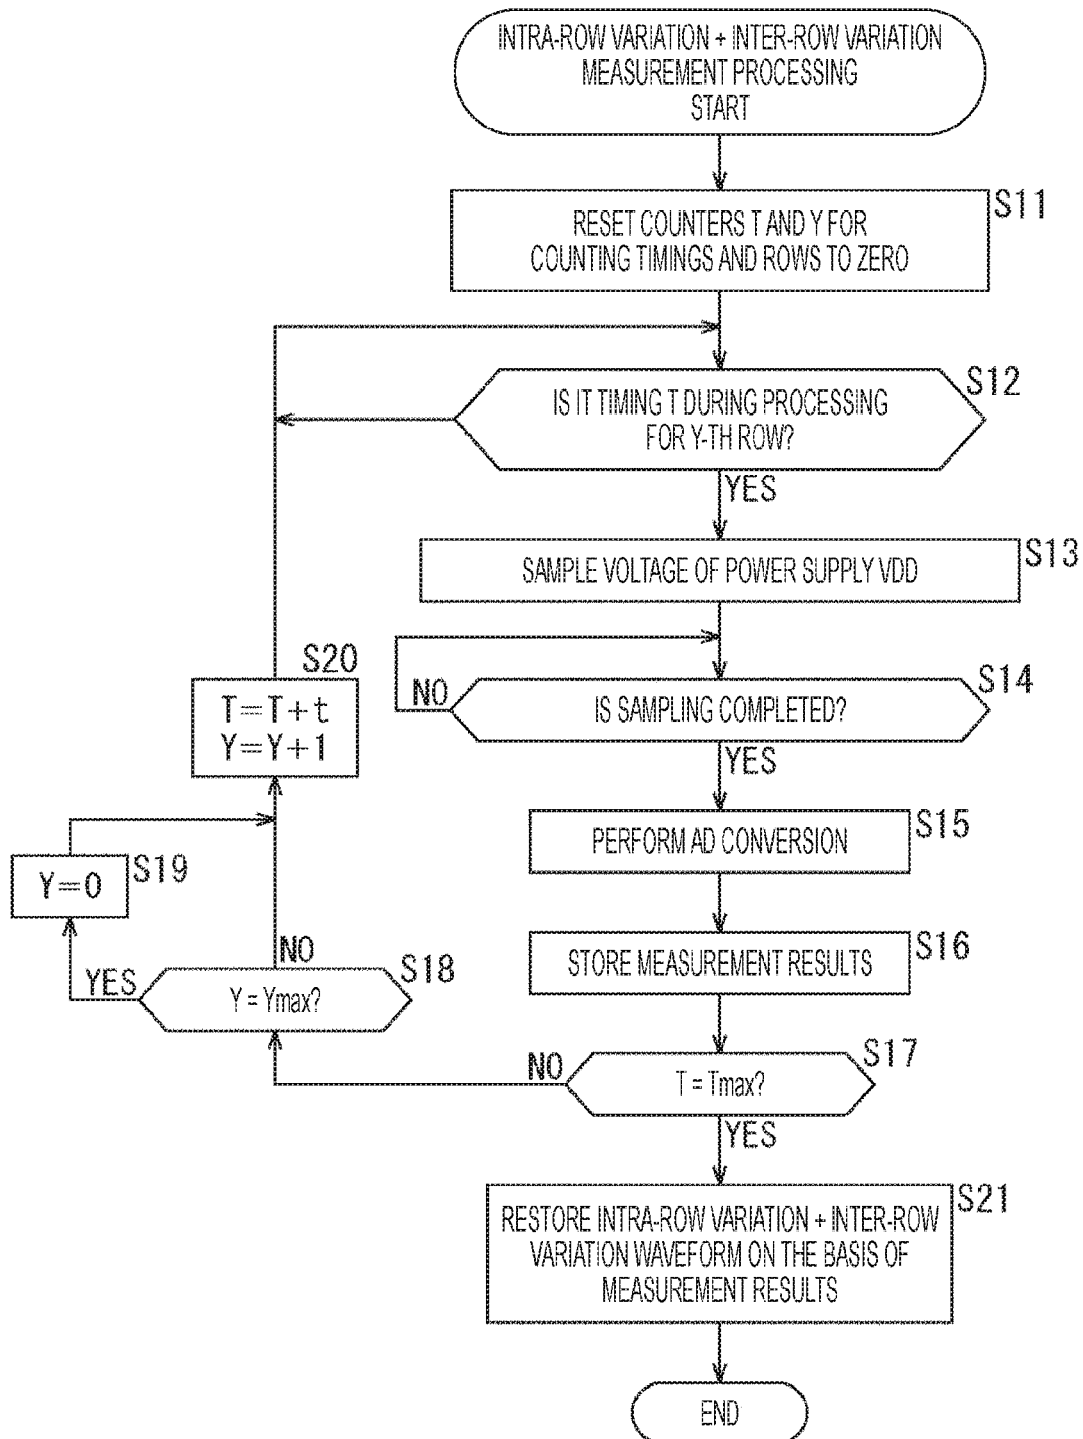 INTRA-ROW VARIATION + INTER-ROW VARIATION
MEASUREMENT PROCESSING
START
S11
RESET COUNTERS T AND Y FOR
COUNTING TIMINGS AND ROWS TO ZERO
S12
IS IT TIMING T DURING PROCESSING
FOR Y-TH ROW?
YES
S13
SAMPLE VOLTAGE OF POWER SUPPLY VDD
S14
NO
IS SAMPLING COMPLETED?
YES
S20
T=T+t
Y=Y+1
S15
PERFORM AD CONVERSION
S19
Y=0
S16
STORE MEASUREMENT RESULTS
NO
S18
YES
Y = Ymax?
S17
NO
T = Tmax?
YES
S21
RESTORE INTRA-ROW VARIATION + INTER-ROW
VARIATION WAVEFORM ON THE BASIS OF
MEASUREMENT RESULTS
END